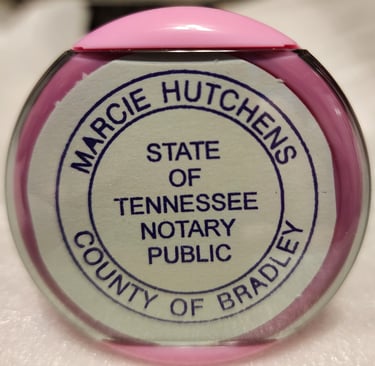 MARCIE HUTCHENS
STATE
OF
TENNESSEE
NOTARY
PUBLIC
COUNTY OF BRADLEY